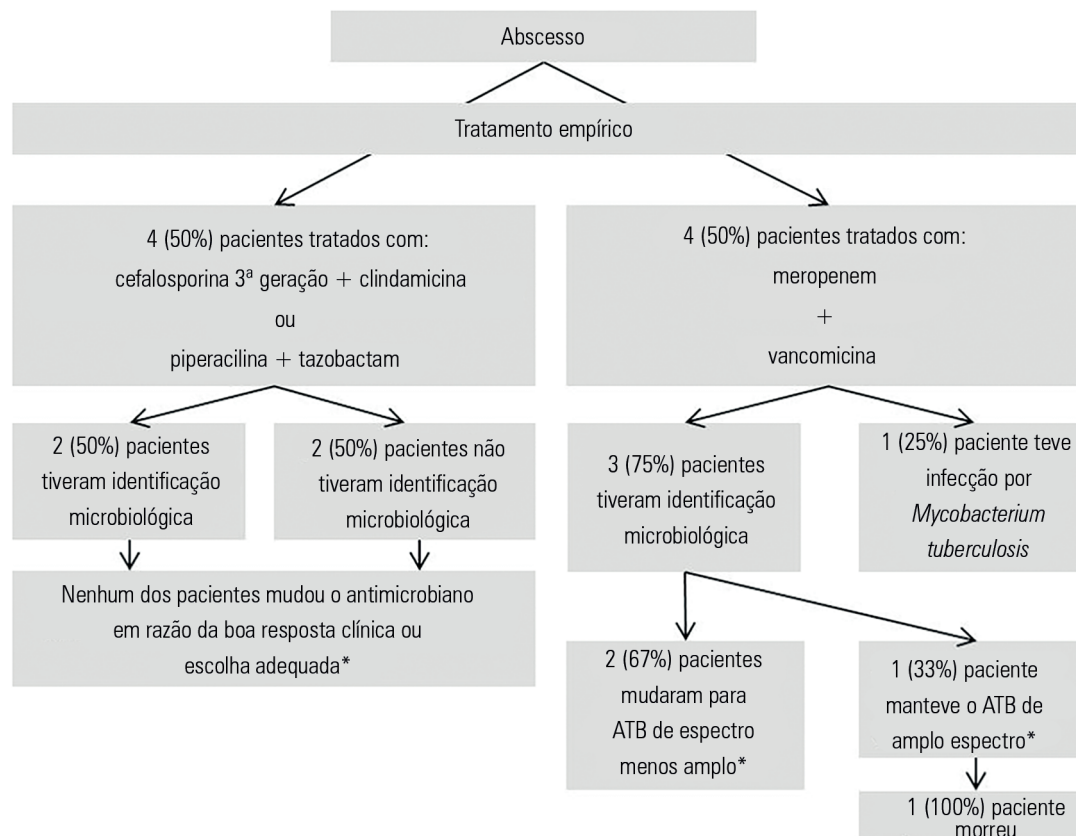 Abscesso
Tratamento empírico
4 (50%) pacientes tratados com:
cefalosporina 3ª geração + clindamicina
ou
piperacilina + tazobactam
4 (50%) pacientes tratados com:
meropenem
+
vancomicina
2 (50%) pacientes
tiveram identificação
microbiológica
2 (50%) pacientes não
tiveram identificação
microbiológica
3 (75%) pacientes
tiveram identificação
microbiológica
1 (25%) paciente teve
infecção por
Mycobacterium
tuberculosis
Nenhum dos pacientes mudou o antimicrobiano
em razão da boa resposta clínica ou
escolha adequada*
2 (67%) pacientes
mudaram para
ATB de espectro
menos amplo*
1 (33%) paciente
manteve o ATB de
amplo espectro*
1 (100%) paciente
morreu